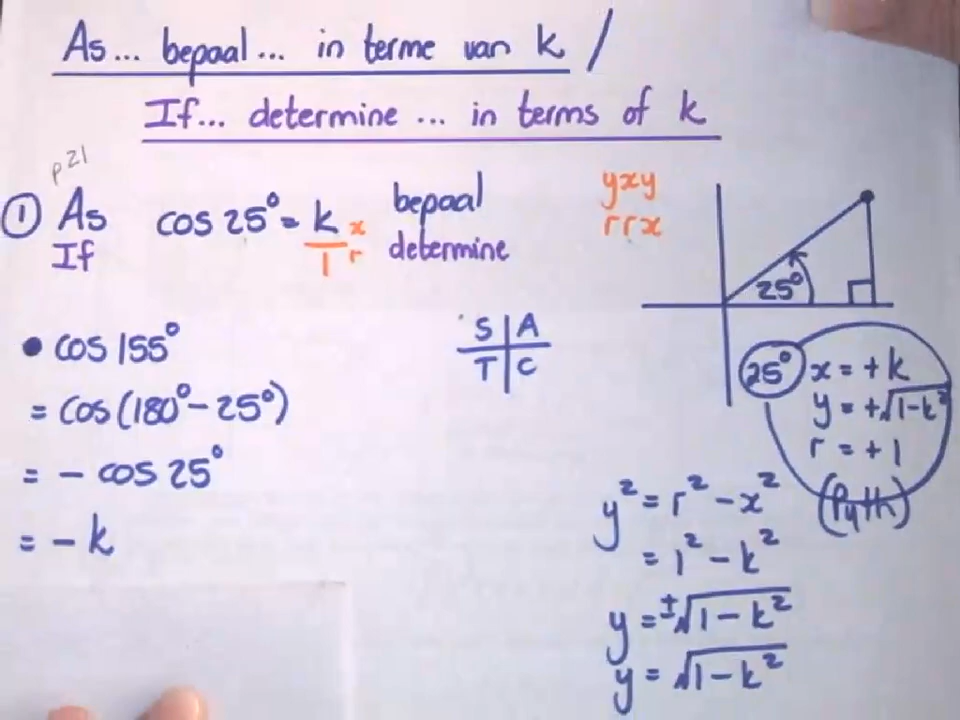 As... bepaal... in terme van k /
If... determine ... in terms of k
p21
① As cos 25° = k/1 x/r bepaal
If determine
yxy
rrx
25°
• cos 155°
= cos(180° - 25°)
= - cos 25°
= - k
S A
T C
25° x = + k
y = +√1-k²
r = + 1
(Pyth)
y² = r² - x²
= 1² - k²
y = ±√1 - k²
y = √1 - k²